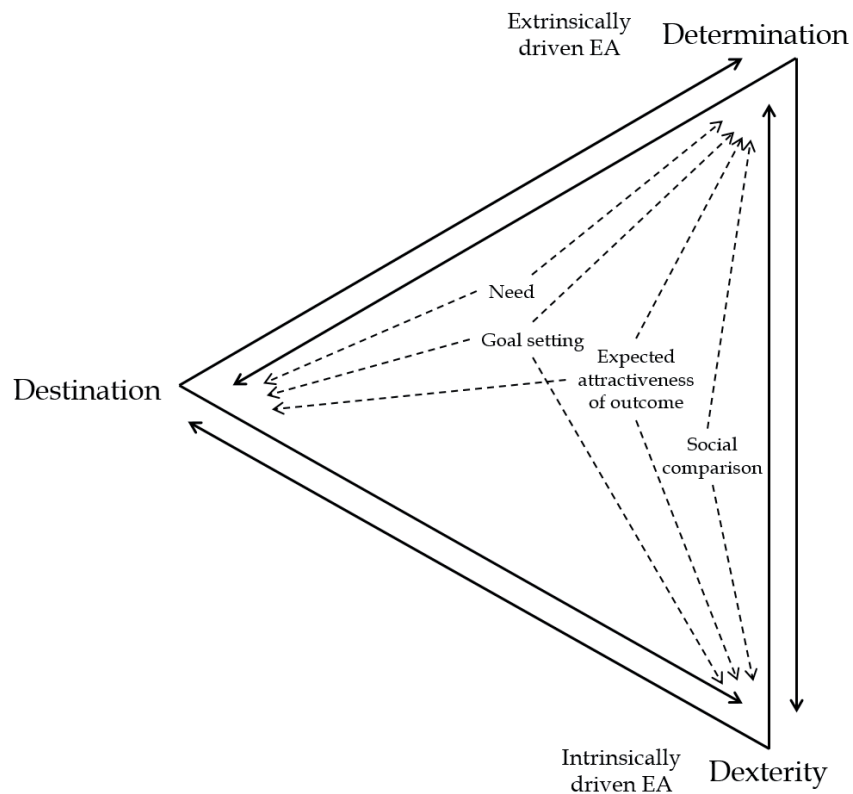 Extrinsically
driven EA
Determination
Need
Goal setting
Expected
attractiveness
of outcome
Destination
Social
comparison
Intrinsically
driven EA
Dexterity